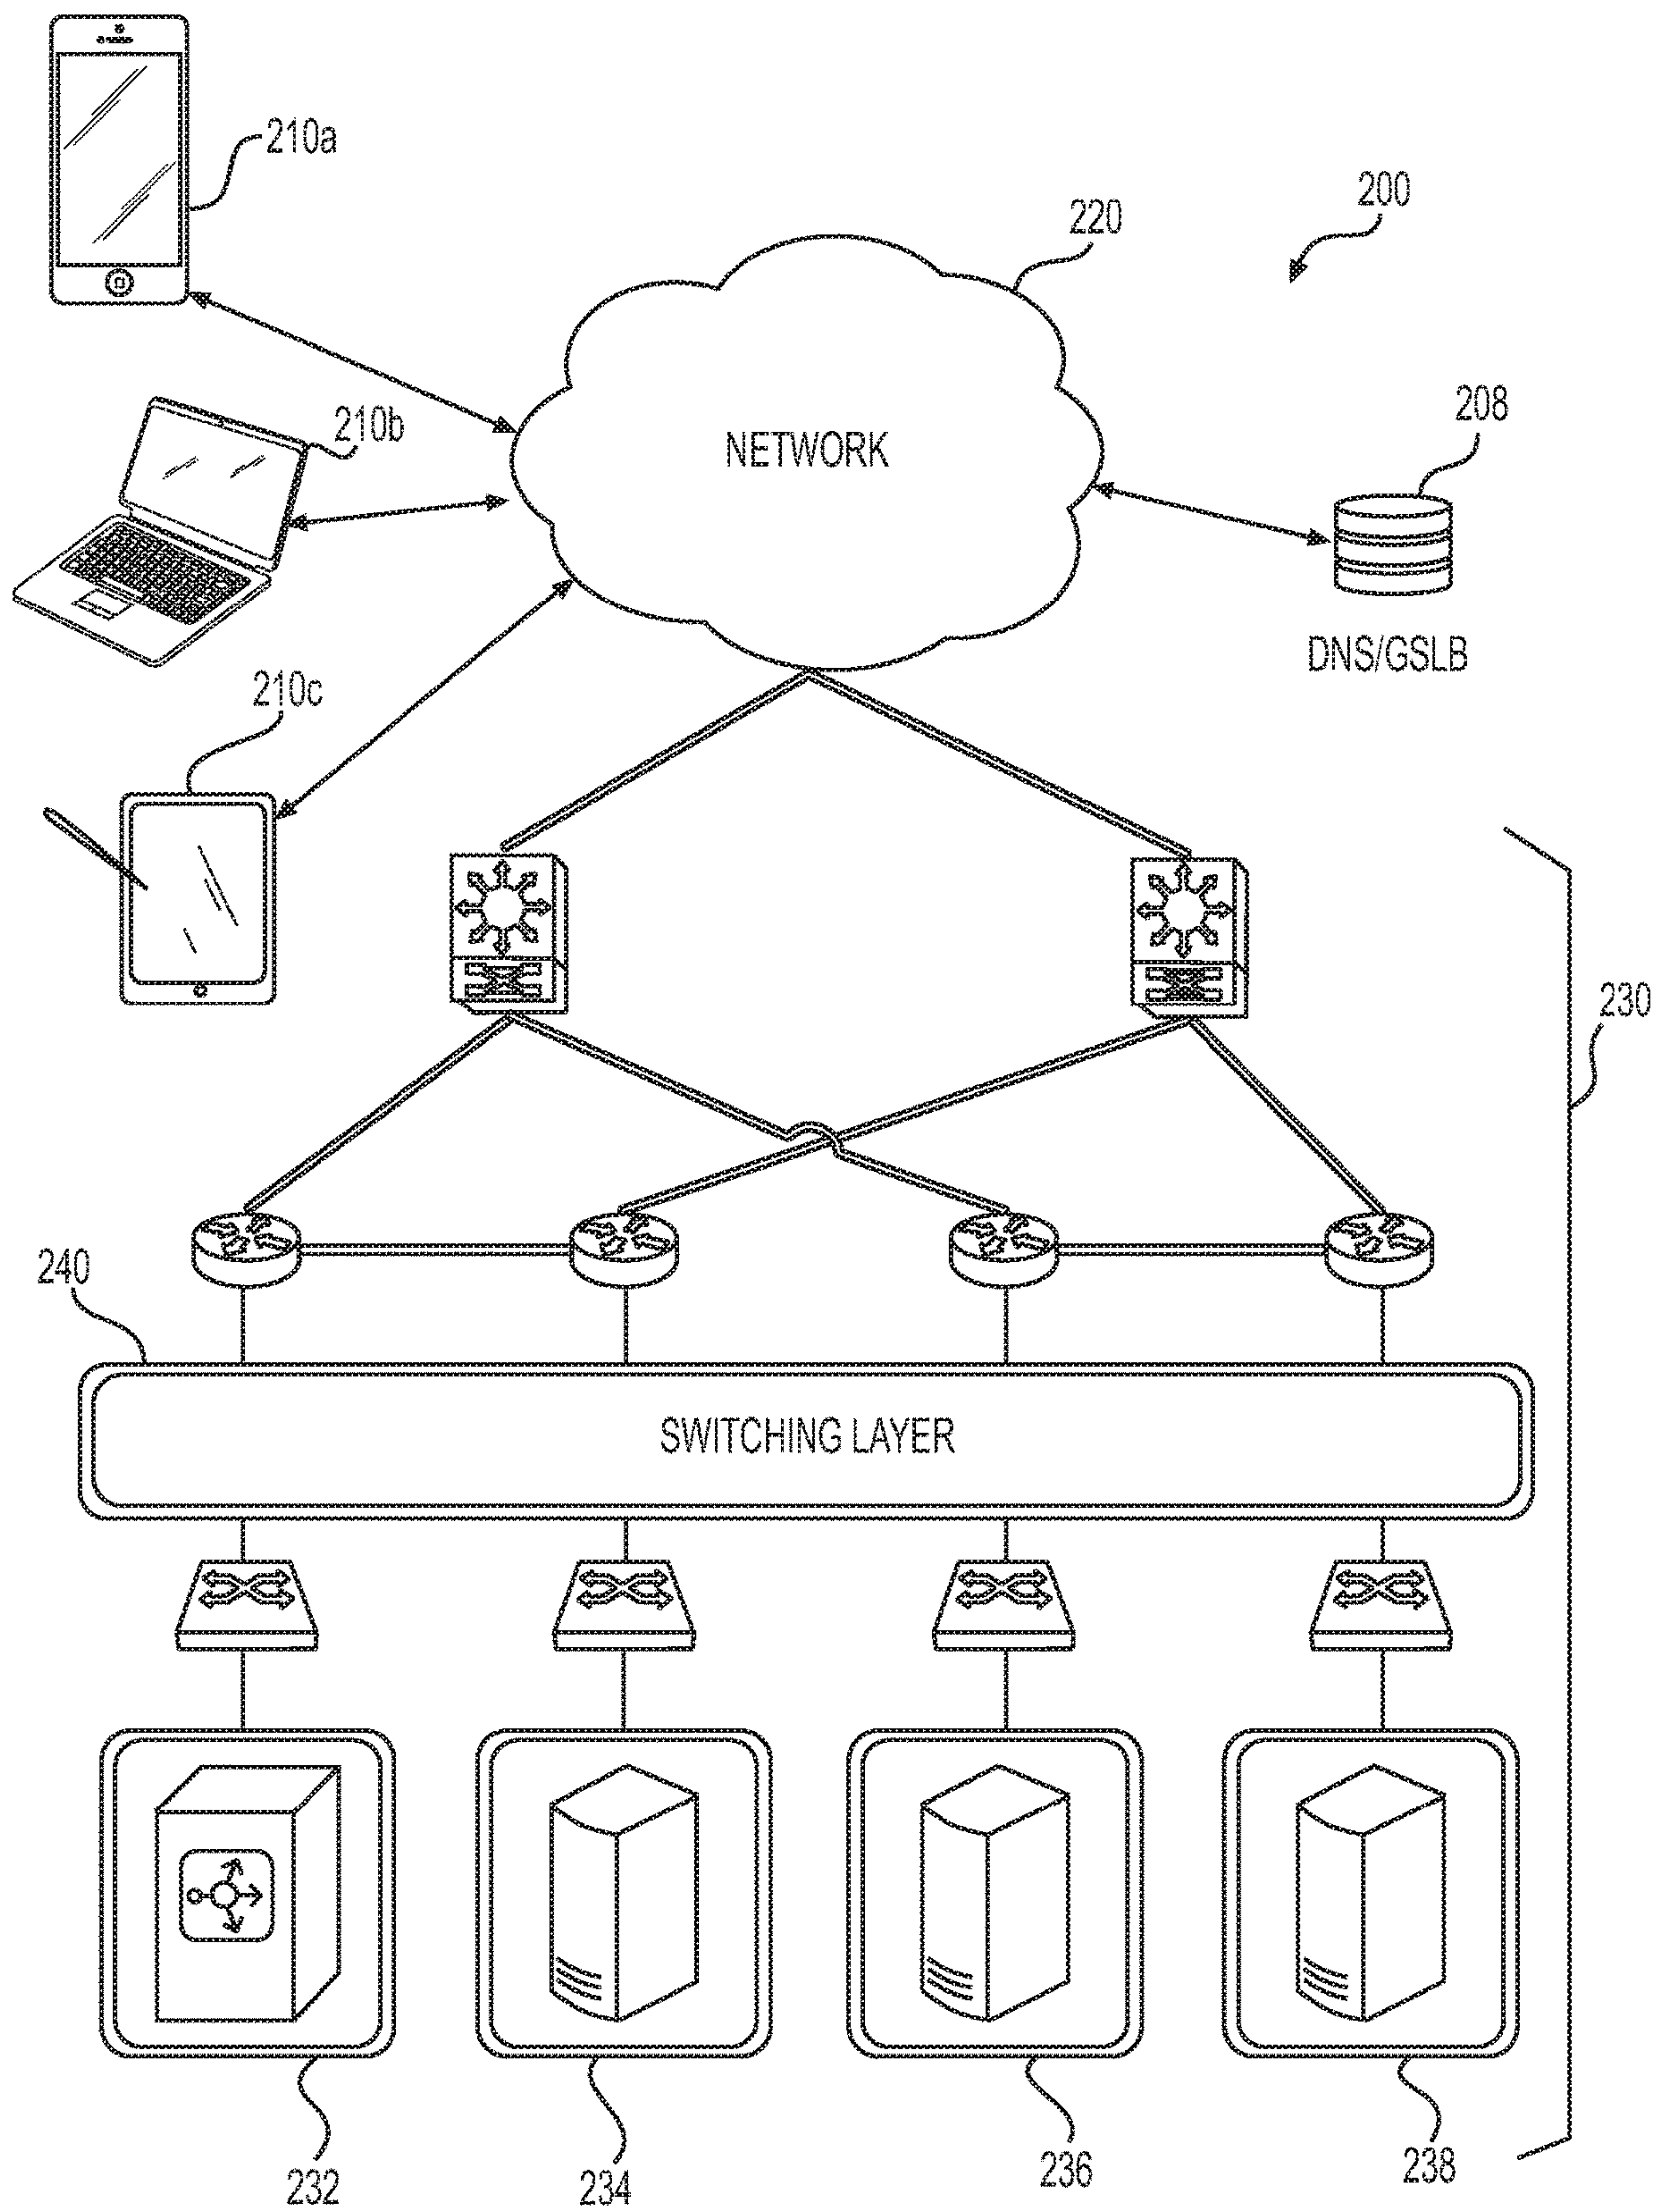 210a
200
220
208
210b
NETWORK
DNS/GSLB
210c
230
240
SWITCHING LAYER
232
234
236
238